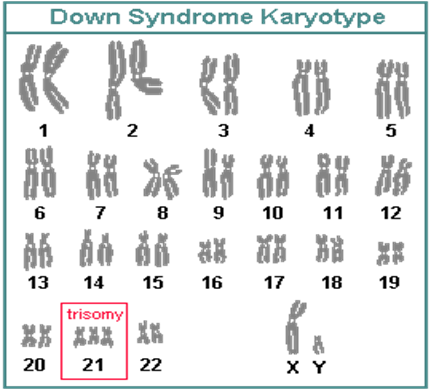 Down Syndrome Karyotype
1 2 3 4 5
6 7 8 9 10 11 12
13 14 15 16 17 18 19
trisomy
20 21 22 X Y